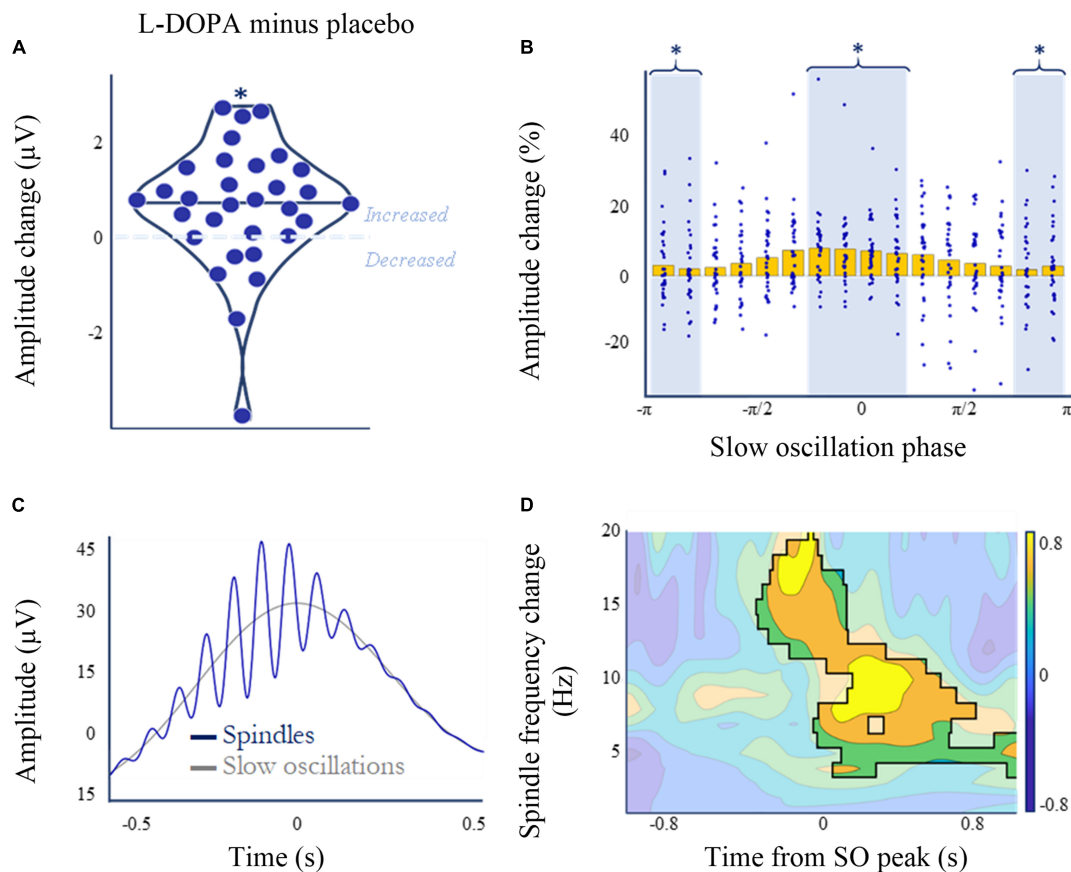 L-DOPA minus placebo
A
Amplitude change (µV)
2
0
-2
*
Increased
Decreased
B
Amplitude change (%)
40
20
0
-20
*
*
*
-π
-π/2
0
π/2
π
Slow oscillation phase
C
Amplitude (µV)
45
30
15
0
15
Spindles
Slow oscillations
-0.5
0
0.5
Time (s)
D
Spindle frequency change
(Hz)
20
15
10
5
-0.8
0
0.8
Time from SO peak (s)
0.8
0
-0.8